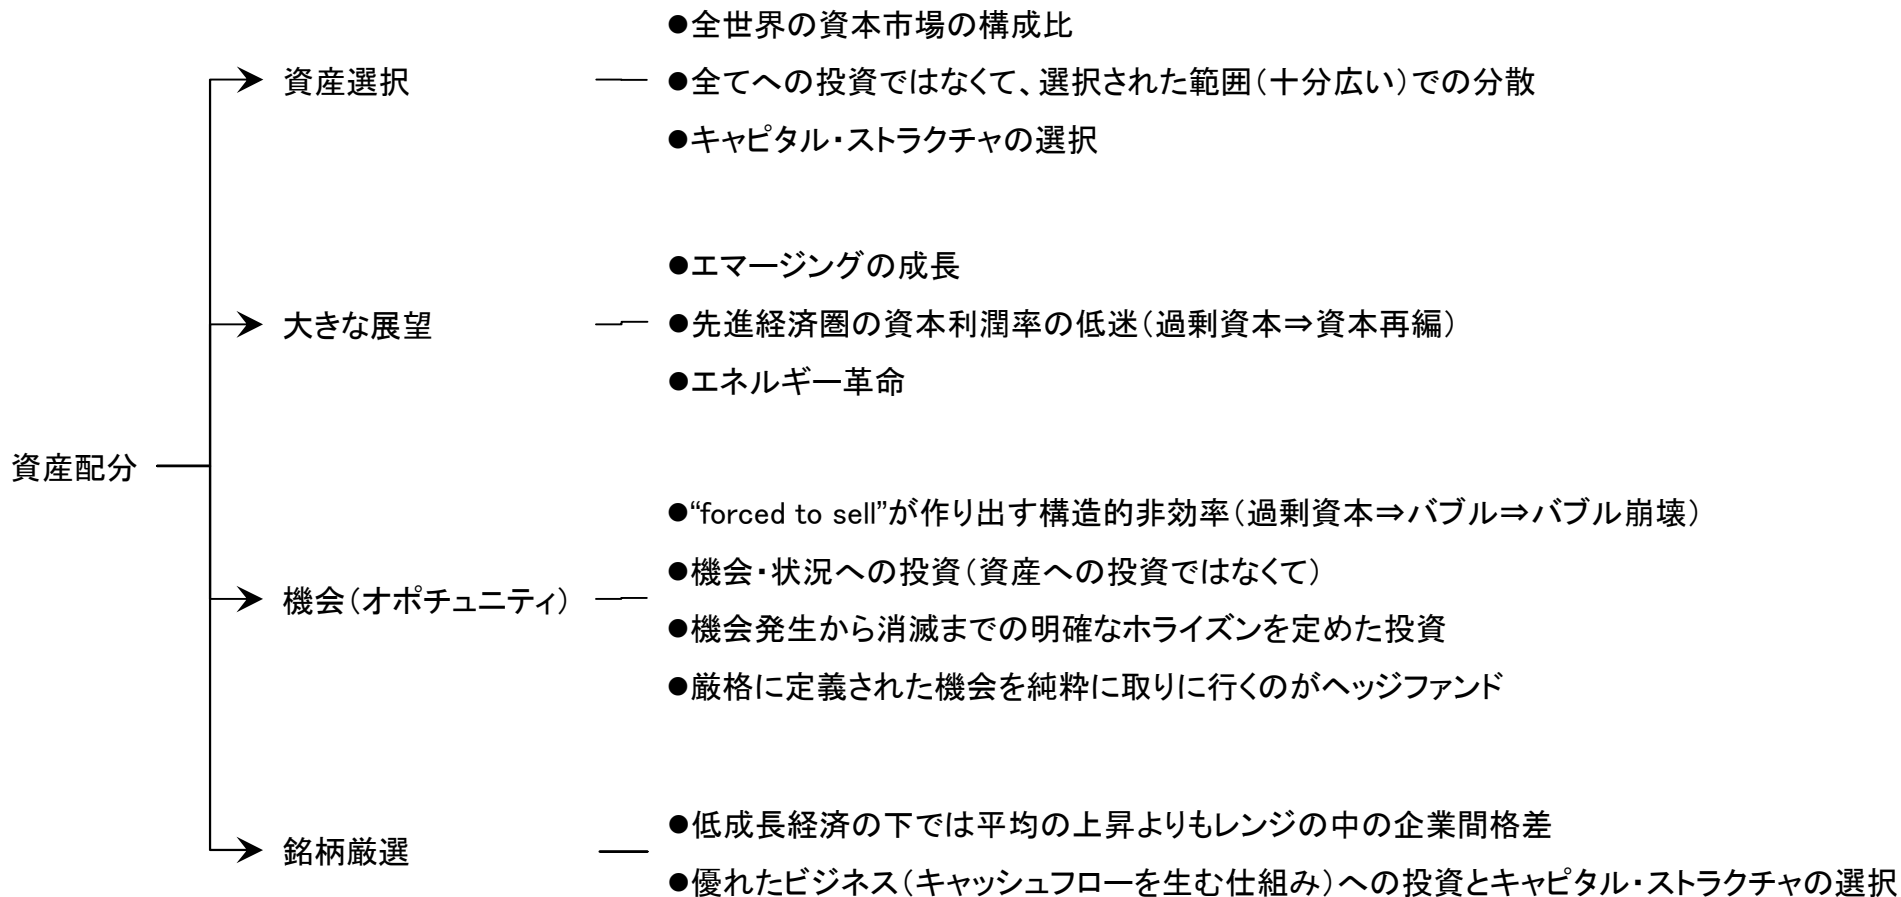 資産配分
資産選択
●全世界の資本市場の構成比
●全てへの投資ではなくて、選択された範囲(十分広い)での分散
●キャピタル・ストラクチャの選択
大きな展望
●エマージングの成長
●先進経済圏の資本利潤率の低迷(過剰資本⇒資本再編)
●エネルギー革命
機会(オポチュニティ)
●“forced to sell”が作り出す構造的非効率(過剰資本⇒バブル⇒バブル崩壊)
●機会・状況への投資(資産への投資ではなくて)
●機会発生から消滅までの明確なホライズンを定めた投資
●厳格に定義された機会を純粋に取りに行くのがヘッジファンド
銘柄厳選
●低成長経済の下では平均の上昇よりもレンジの中の企業間格差
●優れたビジネス(キャッシュフローを生む仕組み)への投資とキャピタル・ストラクチャの選択